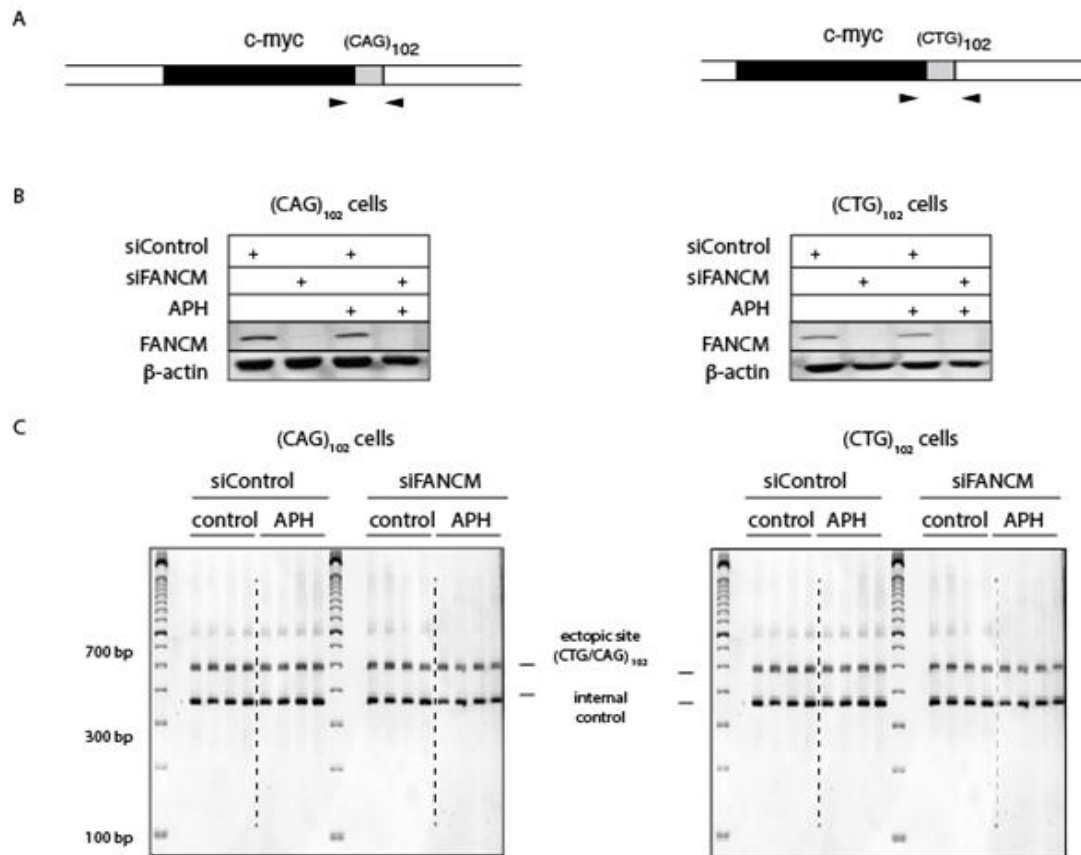 A
c-myc (CAG)102
c-myc (CTG)102
B
(CAG)102 cells
siControl + +
siFANCM + +
APH + +
FANCM
β-actin
(CTG)102 cells
siControl + +
siFANCM + +
APH + +
FANCM
β-actin
C
(CAG)102 cells
siControl siFANCM
control APH control APH
700 bp
300 bp
100 bp
ectopic site
(CTG/CAG)102
internal
control
(CTG)102 cells
siControl siFANCM
control APH control APH